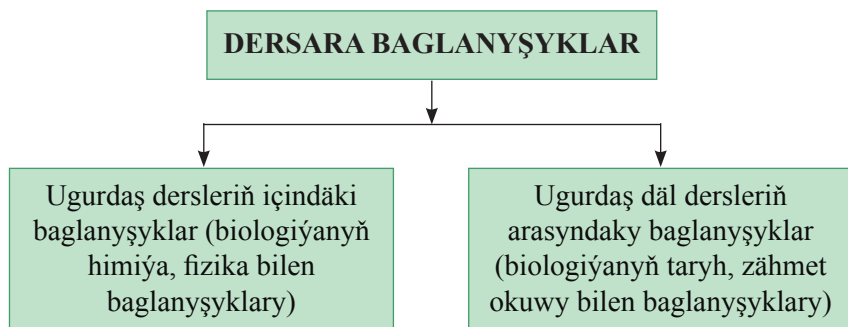 DERSARA BAGLANYŞYKLAR
Ugurdaş dersleriň içindäki
baglanyşyklar (biologiýanyň
himiýa, fizika bilen
baglanyşyklary)
Ugurdaş däl dersleriň
arasyndaky baglanyşyklar
(biologiýanyň taryh, zähmet
okuwy bilen baglanyşyklary)